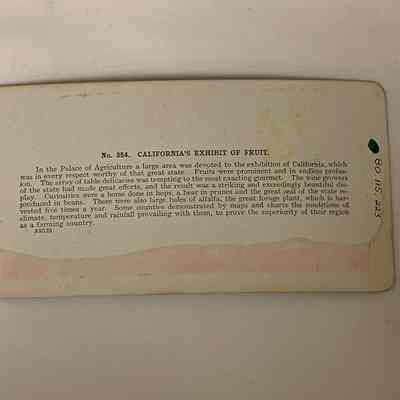 No. 264. CALIFORNIA'S EXHIBIT OF FRUIT.
In the Palace of Agriculture a large area was devoted to the exhibition of California, which
was in every respect worthy of that great state. Fruits were prominent and in endless profus-
ion. The array of table delicacies was tempting to the most exacting gourmet. The wine growers
of the state had made great efforts, and the result was a striking and exceedingly beautiful dis-
play. Curiosities were a horse done in hops, a bear in prunes and the great seal of the state re-
produced in beans. There were also large bales of alfalfa, the great forage plant, which is har-
vested five times a year. Some counties demonstrated by maps and charts the conditions of
climate, temperature and rainfall prevailing with them, to prove the superiority of their region
as a farming country.
80.115.223